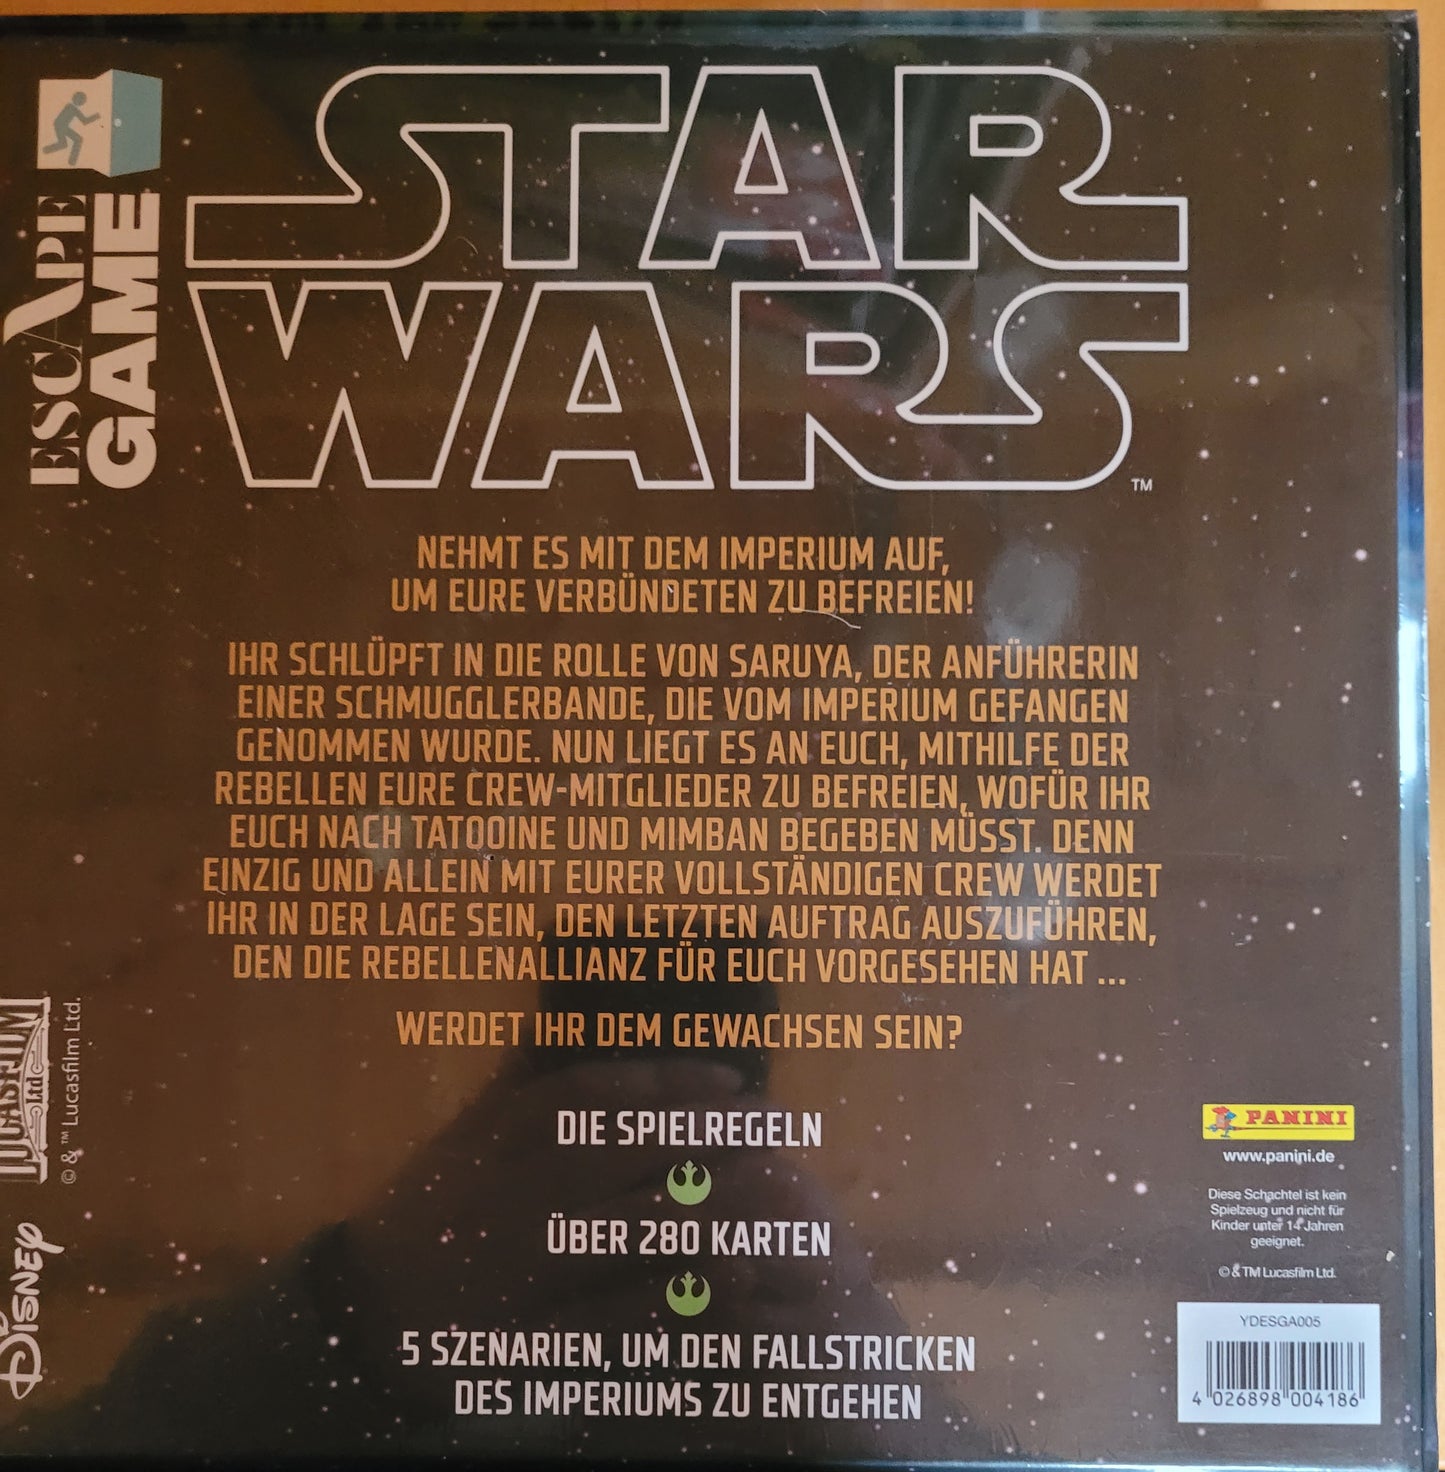 ESCAPE
GAME
STAR
WARS
TM
NEHMT ES MIT DEM IMPERIUM AUF,
UM EURE VERBÜNDETEN ZU BEFREIEN!
IHR SCHLÜPFT IN DIE ROLLE VON SARUYA, DER ANFÜHRERIN
EINER SCHMUGGLERBANDE, DIE VOM IMPERIUM GEFANGEN
GENOMMEN WURDE. NUN LIEGT ES AN EUCH, MITHILFE DER
REBELLEN EURE CREW-MITGLIEDER ZU BEFREIEN, WOFÜR IHR
EUCH NACH TATOOINE UND MIMBAN BEGEBEN MÜSST. DENN
EINZIG UND ALLEIN MIT EURER VOLLSTÄNDIGEN CREW WERDET
IHR IN DER LAGE SEIN, DEN LETZTEN AUFTRAG AUSZUFÜHREN,
DEN DIE REBELLENALLIANZ FÜR EUCH VORGESEHEN HAT ...
WERDET IHR DEM GEWACHSEN SEIN?
DIE SPIELREGELN
ÜBER 280 KARTEN
5 SZENARIEN, UM DEN FALLSTRICKEN
DES IMPERIUMS ZU ENTGEHEN
Disney
LUCASFILM
Ltd
© & ™ Lucasfilm Ltd.
PANINI
www.panini.de
Diese Schachtel ist kein
Spielzeug und nicht für
Kinder unter 14 Jahren
geeignet.
© & TM Lucasfilm Ltd.
YDESGA005
4 026898 004186